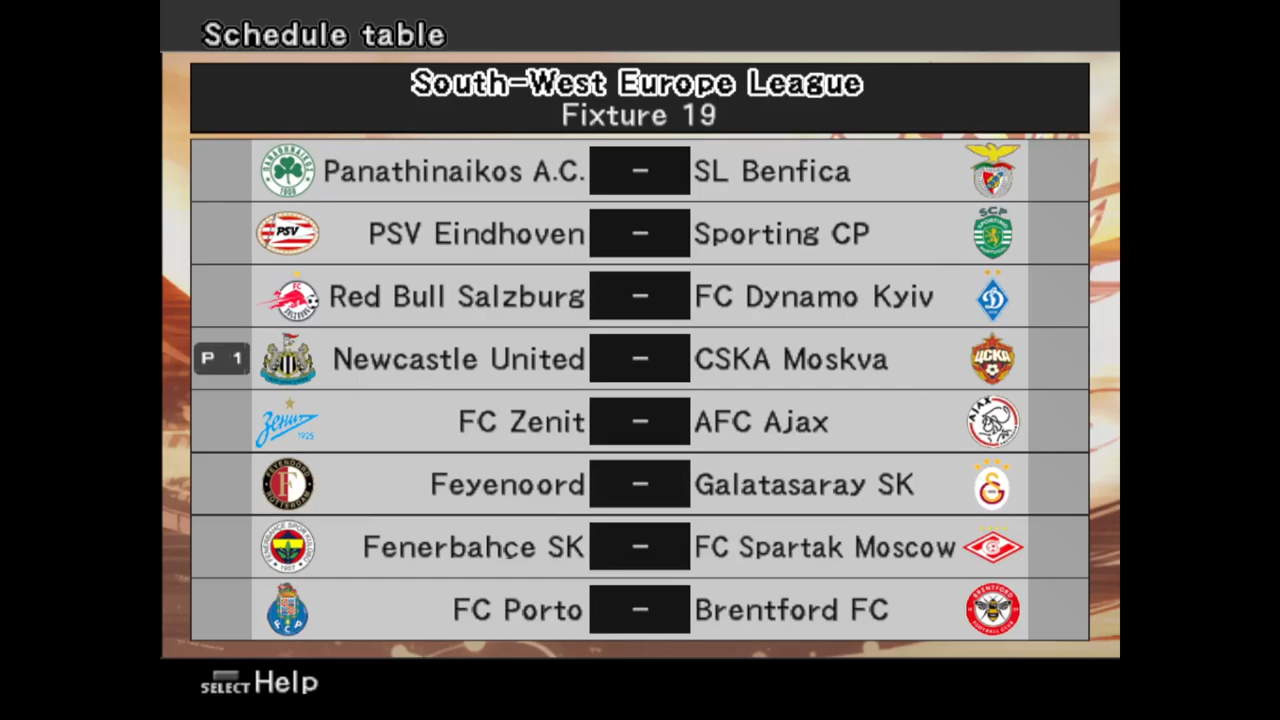 Schedule table
South-West Europe League
Fixture 19
Panathinaikos A.C. - SL Benfica
PSV Eindhoven - Sporting CP
Red Bull Salzburg - FC Dynamo Kyiv
P 1 Newcastle United - CSKA Moskva
FC Zenit - AFC Ajax
Feyenoord - Galatasaray SK
Fenerbahçe SK - FC Spartak Moscow
FC Porto - Brentford FC
SELECT Help